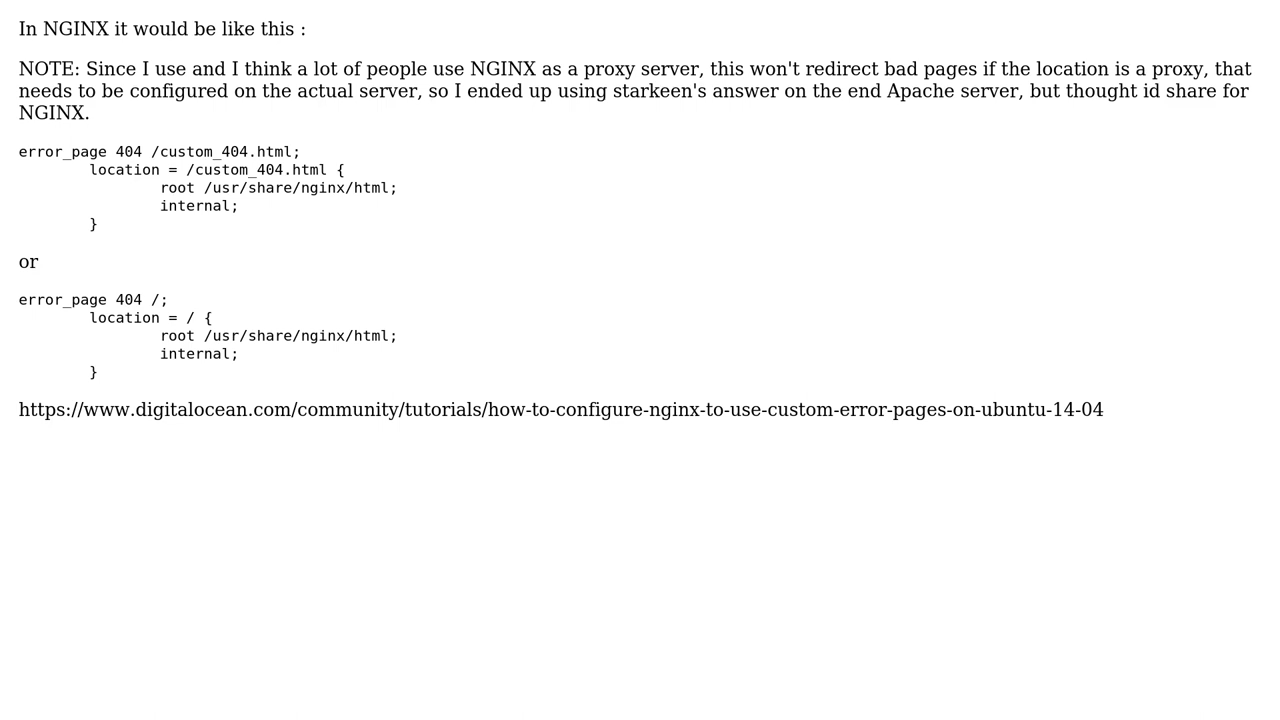 In NGINX it would be like this :
NOTE: Since I use and I think a lot of people use NGINX as a proxy server, this won't redirect bad pages if the location is a proxy, that
needs to be configured on the actual server, so I ended up using starkeen's answer on the end Apache server, but thought id share for
NGINX.
error_page 404 /custom_404.html;
        location = /custom_404.html {
                root /usr/share/nginx/html;
                internal;
        }
or
error_page 404 /;
        location = / {
                root /usr/share/nginx/html;
                internal;
        }
https://www.digitalocean.com/community/tutorials/how-to-configure-nginx-to-use-custom-error-pages-on-ubuntu-14-04